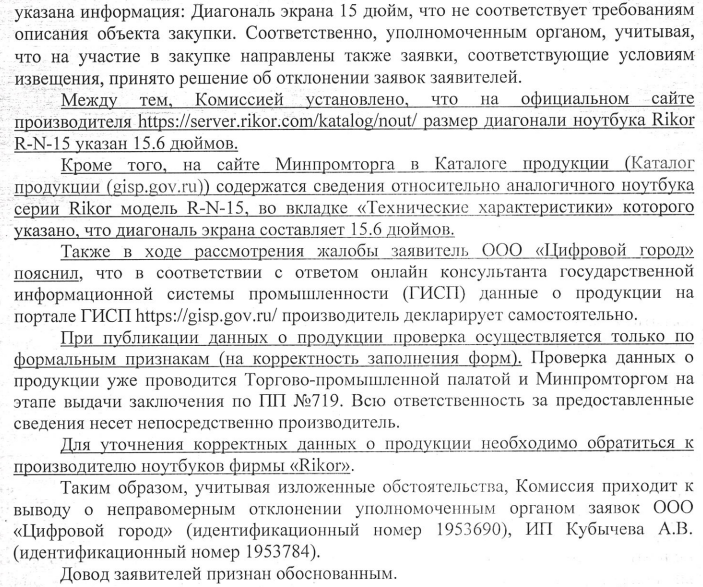 указана информация: Диагональ экрана 15 дюйм, что не соответствует требованиям
описания объекта закупки. Соответственно, уполномоченным органом, учитывая,
что на участие в закупке направлены также заявки, соответствующие условиям
извещения, принято решение об отклонении заявок заявителей.
Между тем, Комиссией установлено, что на официальном сайте
производителя https://server.rikor.com/katalog/nout/ размер диагонали ноутбука Rikor
R-N-15 указан 15.6 дюймов.
Кроме того, на сайте Минпромторга в Каталоге продукции (Каталог
продукции (gisp.gov.ru)) содержатся сведения относительно аналогичного ноутбука
серии Rikor модель R-N-15, во вкладке «Технические характеристики» которого
указано, что диагональ экрана составляет 15.6 дюймов.
Также в ходе рассмотрения жалобы заявитель ООО «Цифровой город»
пояснил, что в соответствии с ответом онлайн консультанта государственной
информационной системы промышленности (ГИСП) данные о продукции на
портале ГИСП https://gisp.gov.ru/ производитель декларирует самостоятельно.
При публикации данных о продукции проверка осуществляется только по
формальным признакам (на корректность заполнения форм). Проверка данных о
продукции уже проводится Торгово-промышленной палатой и Минпромторгом на
этапе выдачи заключения по ПП №719. Всю ответственность за предоставленные
сведения несет непосредственно производитель.
Для уточнения корректных данных о продукции необходимо обратиться к
производителю ноутбуков фирмы «Rikor».
Таким образом, учитывая изложенные обстоятельства, Комиссия приходит к
выводу о неправомерном отклонении уполномоченным органом заявок ООО
«Цифровой город» (идентификационный номер 1953690), ИП Кубычева А.В.
(идентификационный номер 1953784).
Довод заявителей признан обоснованным.